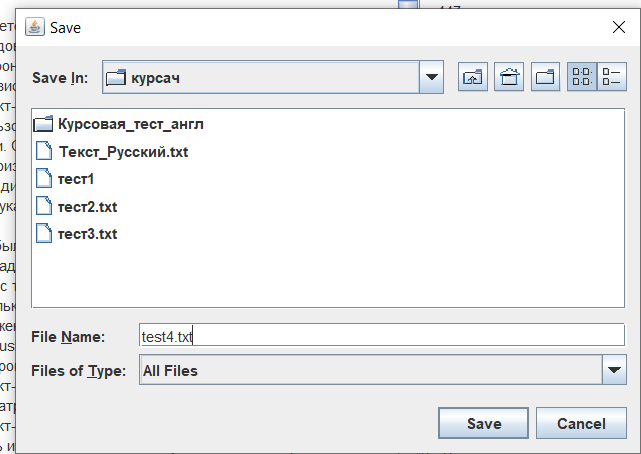 Save
Save In:
курсач
Курсовая_тест_англ
Текст_Русский.txt
тест1
тест2.txt
тест3.txt
File Name:
test4.txt
Files of Type:
All Files
Save
Cancel